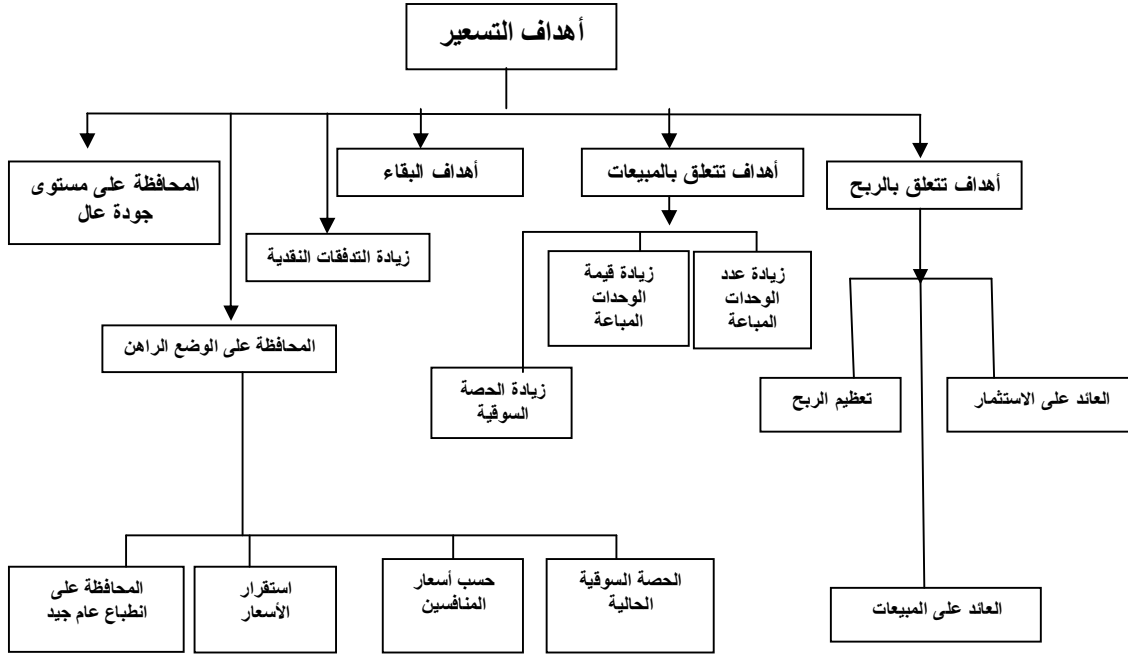 أهداف التسعير
أهداف تتعلق بالربح
أهداف تتعلق بالمبيعات
أهداف البقاء
المحافظة على مستوى
جودة عال
زيادة التدفقات النقدية
زيادة عدد
الوحدات
المباعة
زيادة قيمة
الوحدات
المباعة
المحافظة على الوضع الراهن
العائد على الاستثمار
تعظيم الربح
زيادة الحصة
السوقية
العائد على المبيعات
الحصة السوقية
الحالية
حسب أسعار
المنافسين
استقرار
الأسعار
المحافظة على
انطباع عام جيد